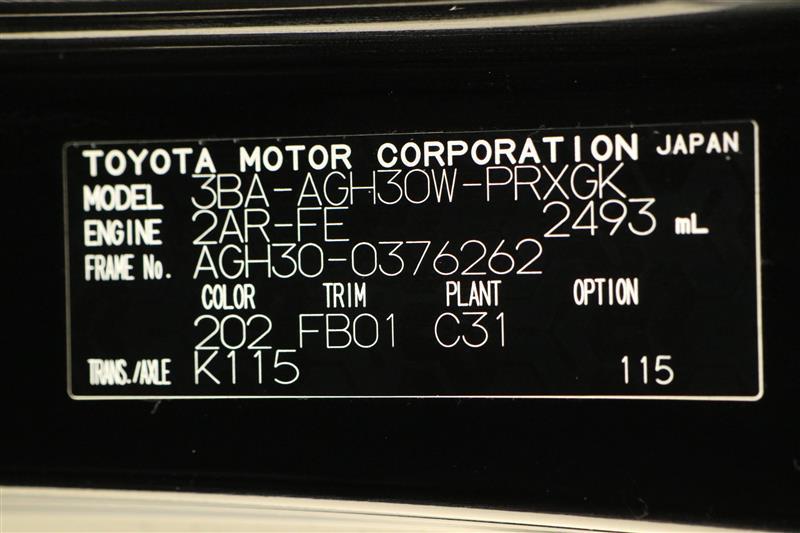 TOYOTA MOTOR CORPORATION JAPAN
MODEL 3BA-AGH30W-PRXGK
ENGINE 2AR-FE 2493 mL
FRAME No. AGH30-0376262
COLOR TRIM PLANT OPTION
202 FB01 C31
TRANS./AXLE K115 115